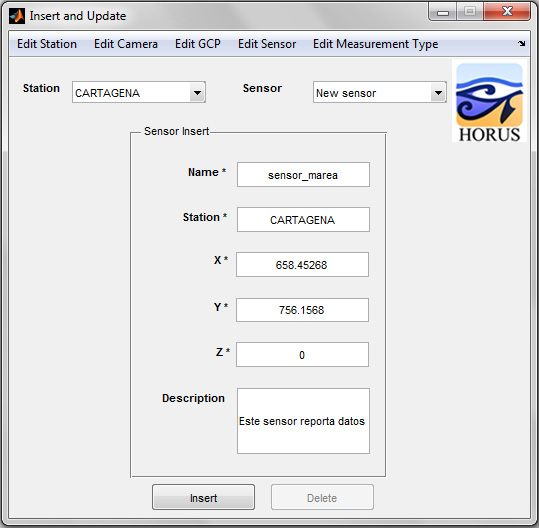 Insert and Update
Edit Station Edit Camera Edit GCP Edit Sensor Edit Measurement Type
Station CARTAGENA Sensor New sensor
HORUS
Sensor Insert
Name * sensor_marea
Station * CARTAGENA
X * 658.45268
Y * 756.1568
Z * 0
Description Este sensor reporta datos
Insert Delete